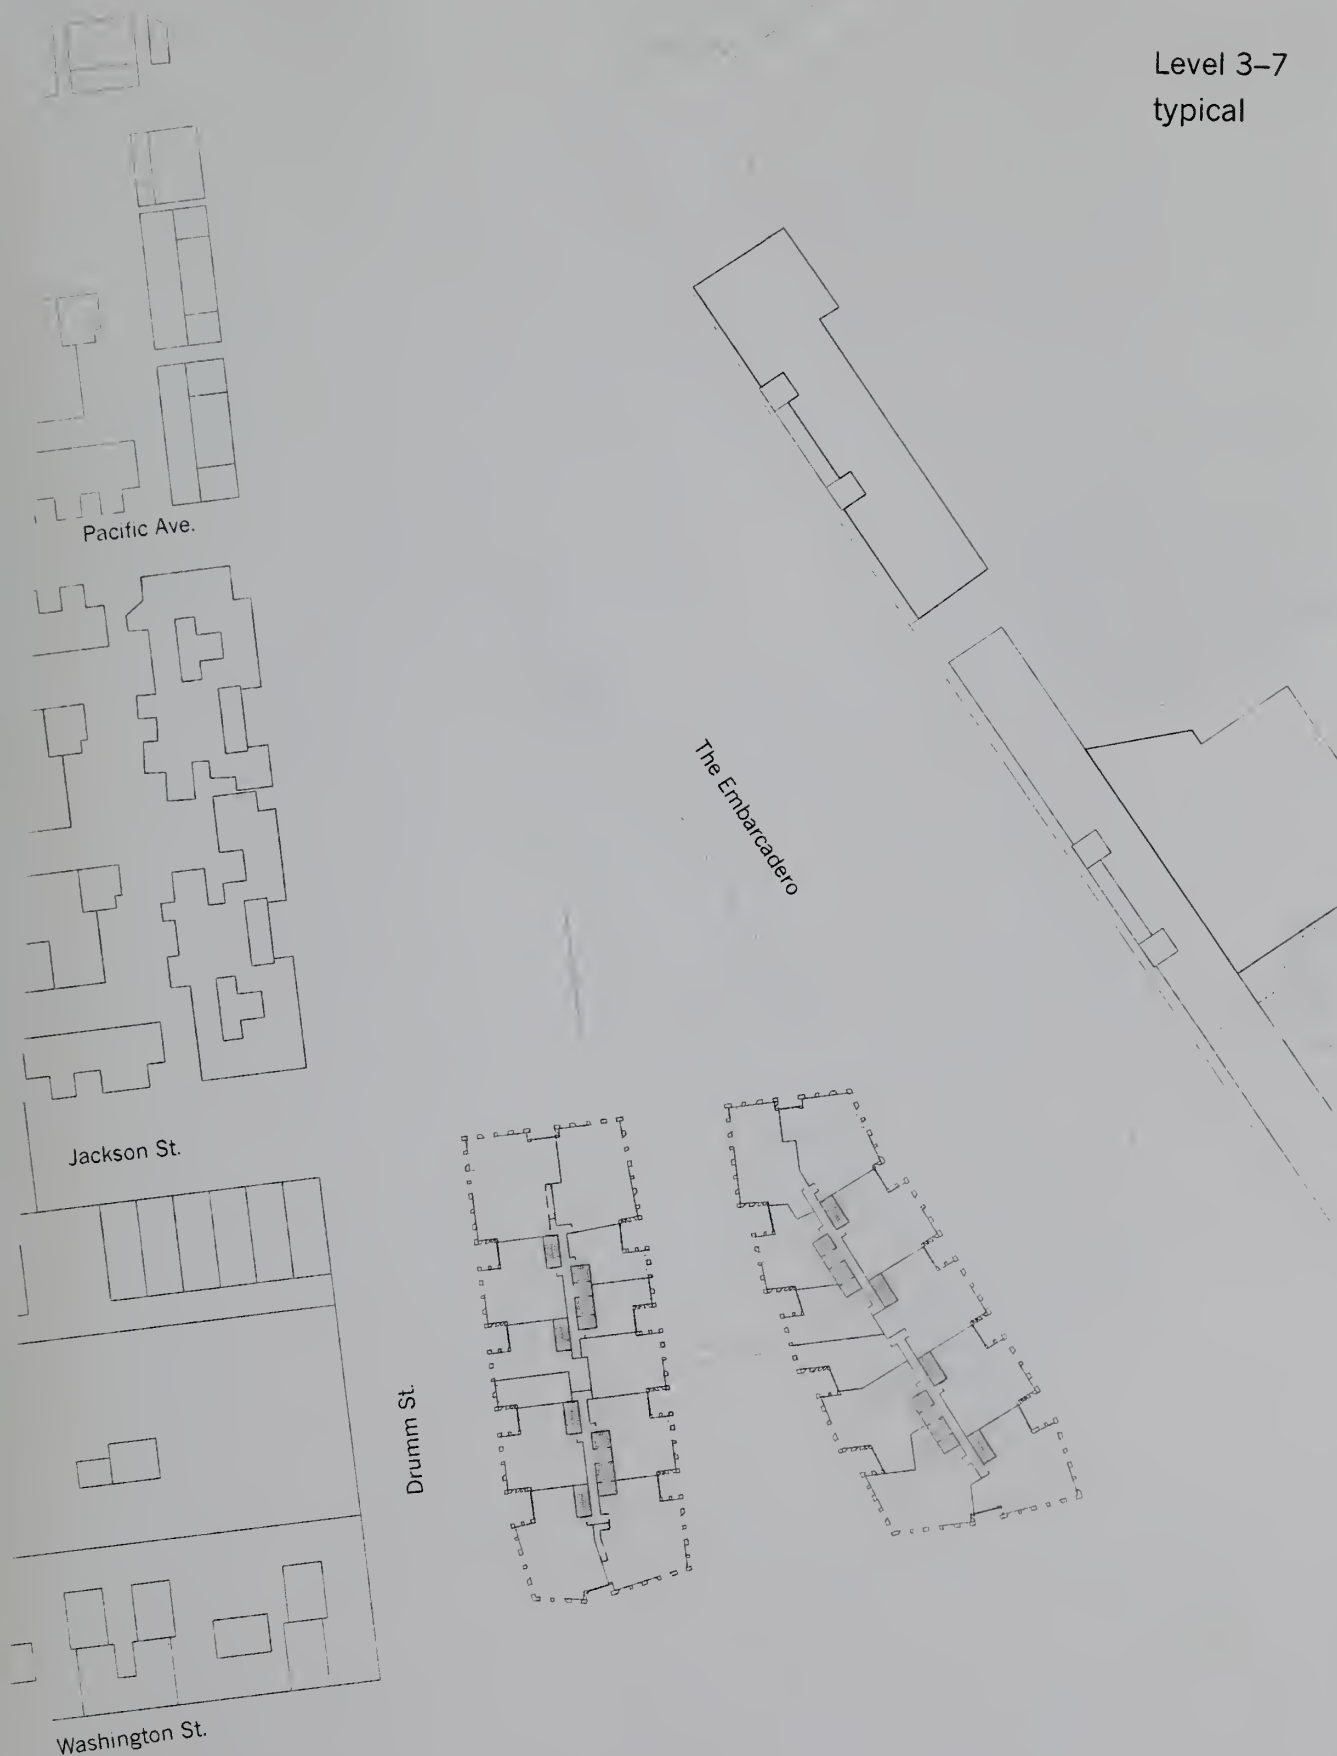 Level 3–7
typical
Pacific Ave.
The Embarcadero
Jackson St.
Drumm St.
Washington St.